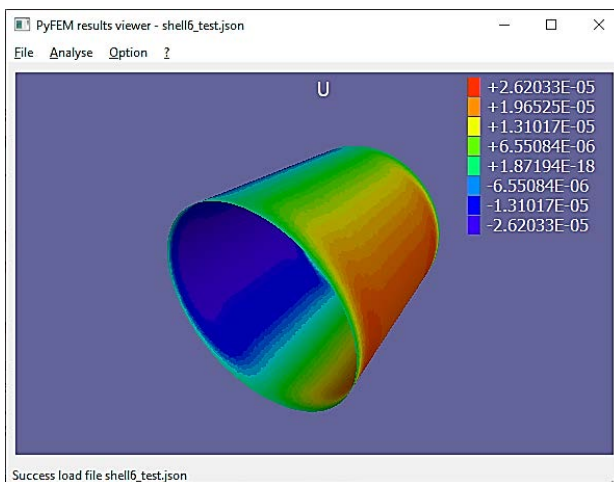 PyFEM results viewer - shell6_test.json
File Analyse Option ?
U
+2.62033E-05
+1.96525E-05
+1.31017E-05
+6.55084E-06
+1.87194E-18
-6.55084E-06
-1.31017E-05
-2.62033E-05
Success load file shell6_test.json